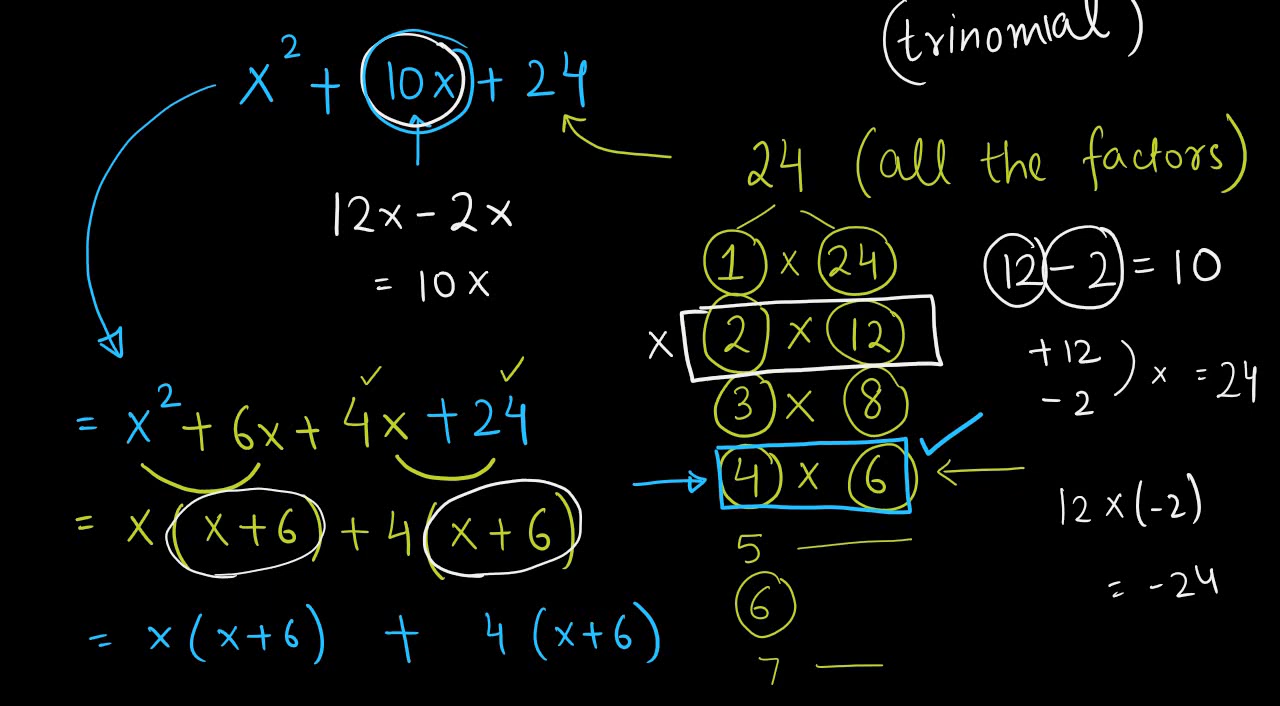 (trinomial)
x² + 10x + 24
24 (all the factors)
12x - 2x
= 10x
1 × 24
2 × 12
x
3 × 8
4 × 6
5
6
7
12 - 2 = 10
+12
- 2 ) x = 24
12 × (-2)
= -24
= x² + 6x + 4x + 24
= x (x + 6) + 4 (x + 6)
= x (x+6) + 4 (x+6)